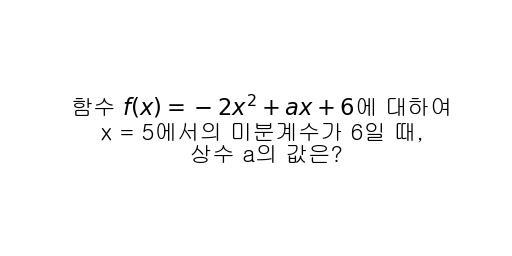 함수 f(x) = − 2x² + ax + 6에 대하여
x = 5에서의 미분계수가 6일 때,
상수 a의 값은?